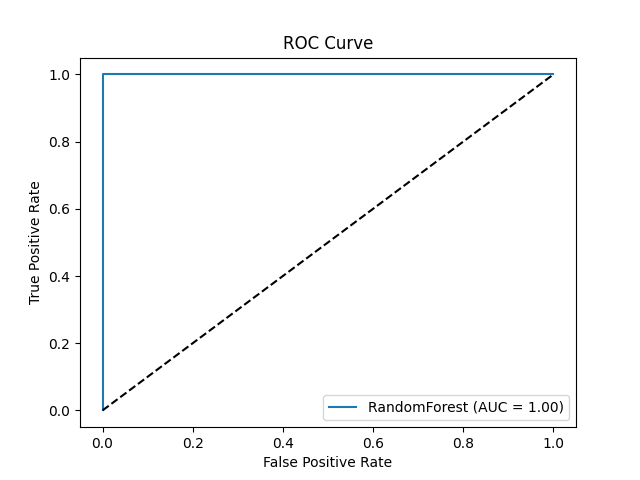 ROC Curve
True Positive Rate
1.0
0.8
0.6
0.4
0.2
0.0
RandomForest (AUC = 1.00)
0.0 0.2 0.4 0.6 0.8 1.0
False Positive Rate